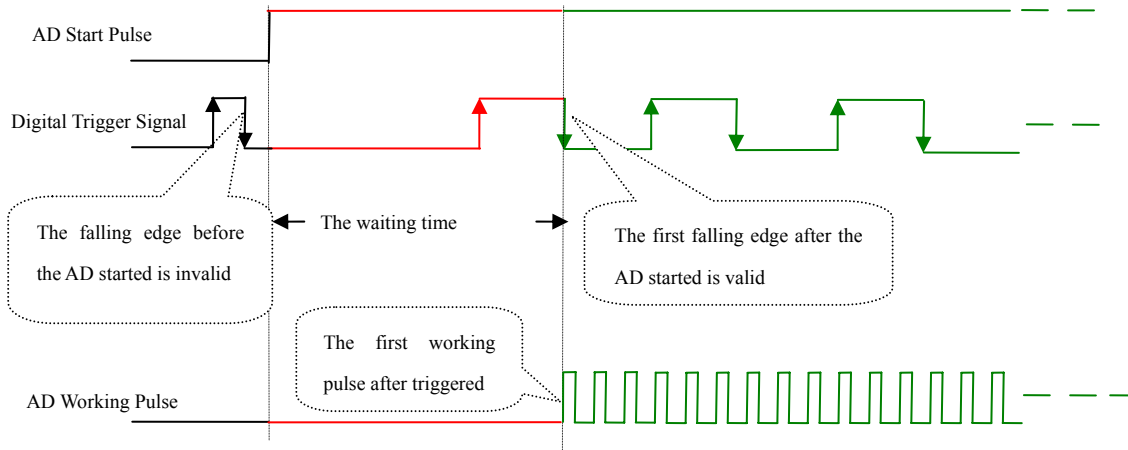 AD Start Pulse
Digital Trigger Signal
The falling edge before
the AD started is invalid
The waiting time
The first falling edge after the
AD started is valid
The first working
pulse after triggered
AD Working Pulse